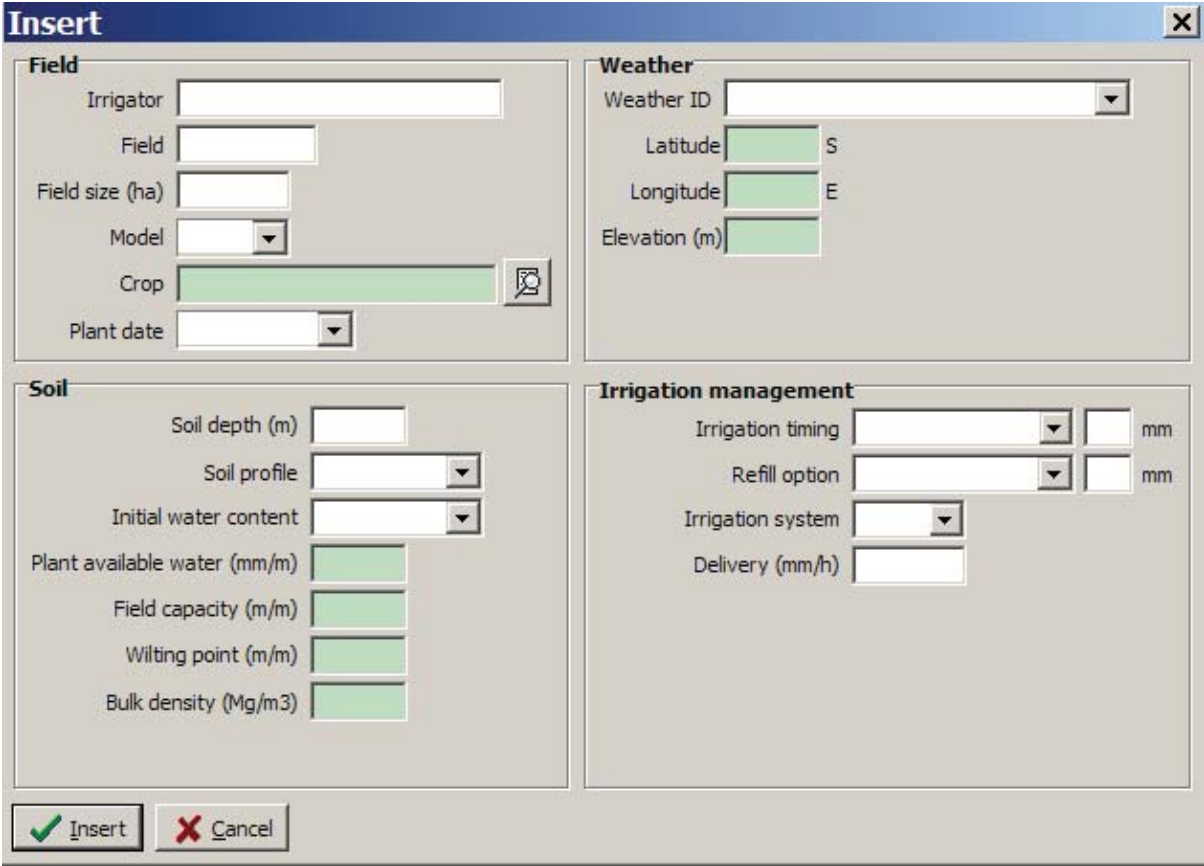 Insert
Field
Irrigator
Field
Field size (ha)
Model
Crop
Plant date
Weather
Weather ID
Latitude S
Longitude E
Elevation (m)
Soil
Soil depth (m)
Soil profile
Initial water content
Plant available water (mm/m)
Field capacity (m/m)
Wilting point (m/m)
Bulk density (Mg/m3)
Irrigation management
Irrigation timing mm
Refill option mm
Irrigation system
Delivery (mm/h)
Insert Cancel